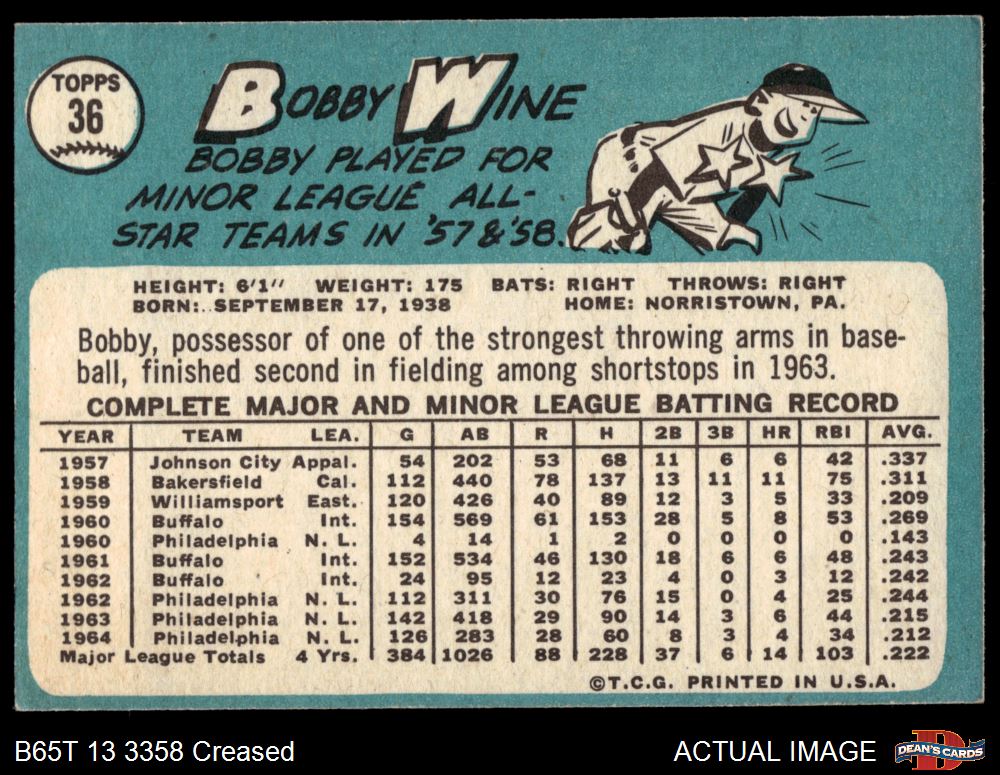 TOPPS
36
BOBBY WINE
BOBBY PLAYED FOR
MINOR LEAGUE ALL-
STAR TEAMS IN '57 & '58.
HEIGHT: 6'1" WEIGHT: 175 BATS: RIGHT THROWS: RIGHT
BORN: SEPTEMBER 17, 1938 HOME: NORRISTOWN, PA.
Bobby, possessor of one of the strongest throwing arms in base-
ball, finished second in fielding among shortstops in 1963.
COMPLETE MAJOR AND MINOR LEAGUE BATTING RECORD
YEAR TEAM LEA. G AB R H 2B 3B HR RBI AVG.
1957 Johnson City Appal. 54 202 53 68 11 6 6 42 .337
1958 Bakersfield Cal. 112 440 78 137 13 11 11 75 .311
1959 Williamsport East. 120 426 40 89 12 3 5 33 .209
1960 Buffalo Int. 154 569 61 153 28 5 8 53 .269
1960 Philadelphia N. L. 4 14 1 2 0 0 0 0 .143
1961 Buffalo Int. 152 534 46 130 18 6 6 48 .243
1962 Buffalo Int. 24 95 12 23 4 0 3 12 .242
1962 Philadelphia N. L. 112 311 30 76 15 0 4 25 .244
1963 Philadelphia N. L. 142 418 29 90 14 3 6 44 .215
1964 Philadelphia N. L. 126 283 28 60 8 3 4 34 .212
Major League Totals 4 Yrs. 384 1026 88 228 37 6 14 103 .222
©T.C.G. PRINTED IN U.S.A.
B65T 13 3358 Creased
ACTUAL IMAGE
D
DEAN'S CARDS